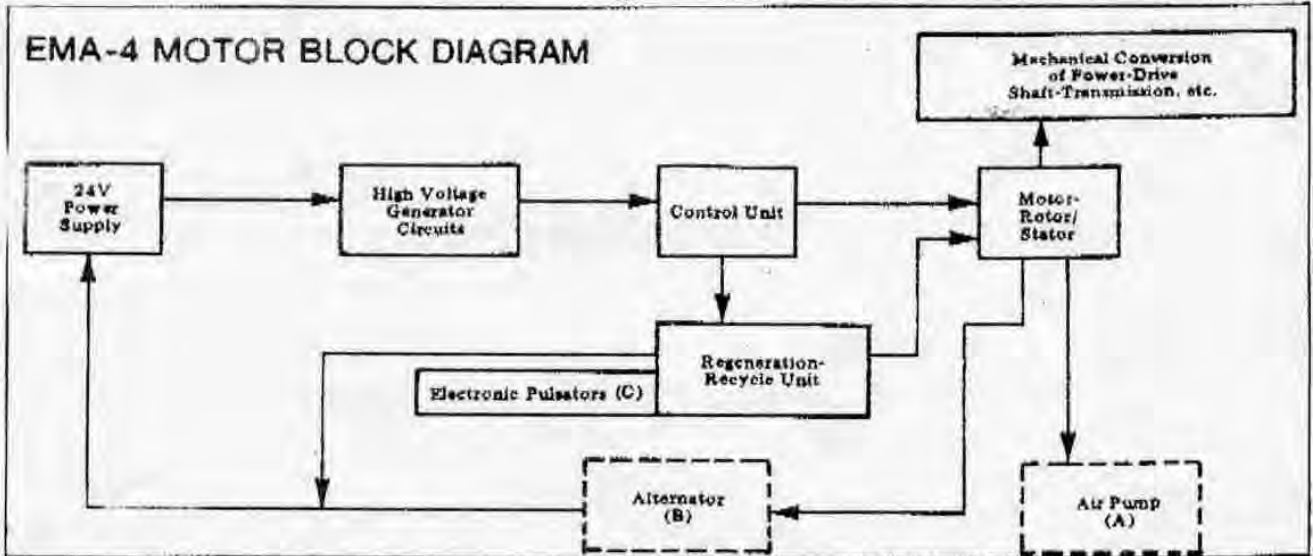 EMA-4 MOTOR BLOCK DIAGRAM
Mechanical Conversion
of Power-Drive
Shaft-Transmission, etc.
24V
Power
Supply
High Voltage
Generator
Circuits
Control Unit
Motor-
Rotor/
Stator
Regeneration-
Recycle Unit
Electronic Pulsators (C)
Alternator
(B)
Air Pump
(A)